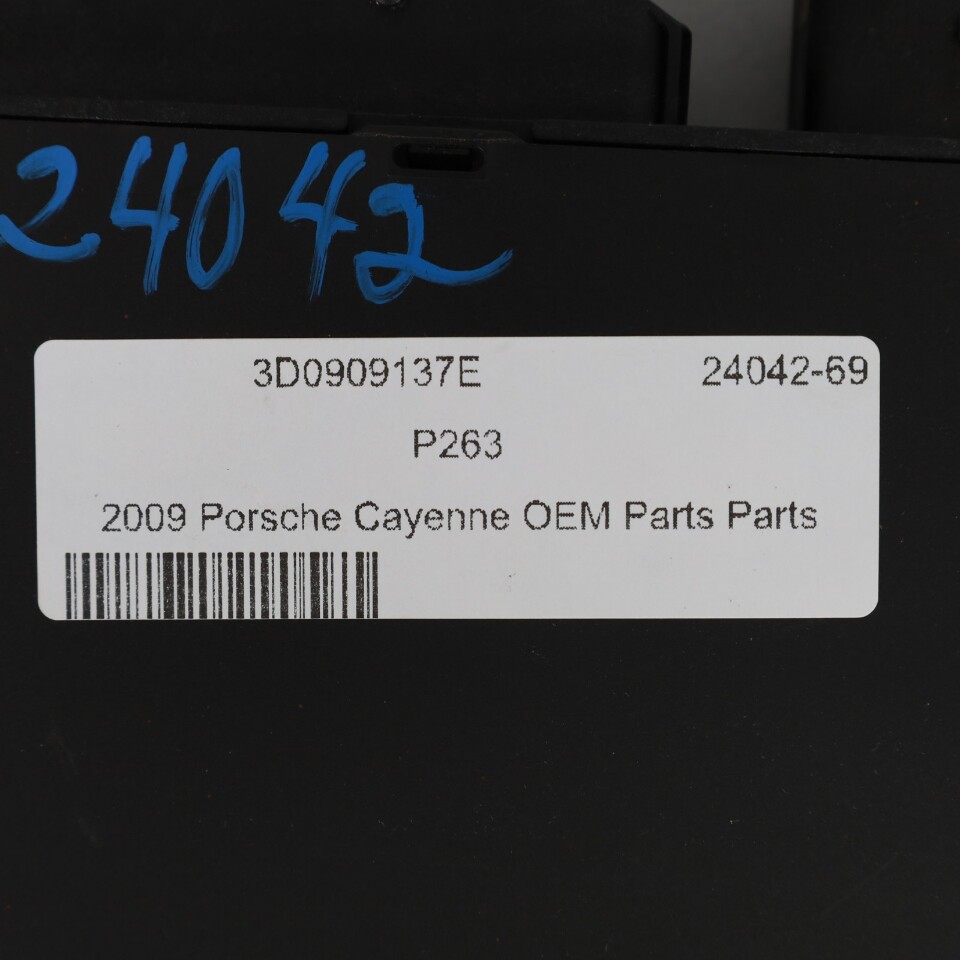 24042
3D0909137E 24042-69
P263
2009 Porsche Cayenne OEM Parts Parts